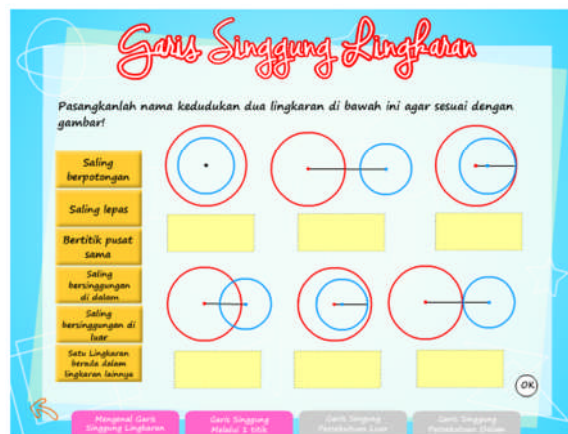 Garis Singgung Lingkaran
Pasangkanlah nama kedudukan dua lingkaran di bawah ini agar sesuai dengan
gambar!
Saling
berpotongan
Saling lepas
Bertitik pusat
sama
Saling
bersinggungan
di dalam
Saling
bersinggungan di
luar
Satu Lingkaran
berada dalam
lingkaran lainnya
OK
Mengenal Garis
Singgung Lingkaran
Garis Singgung
Melalui 1 titik
Garis Singgung
Persekutuan Luar
Garis Singgung
Persekutuan Dalam